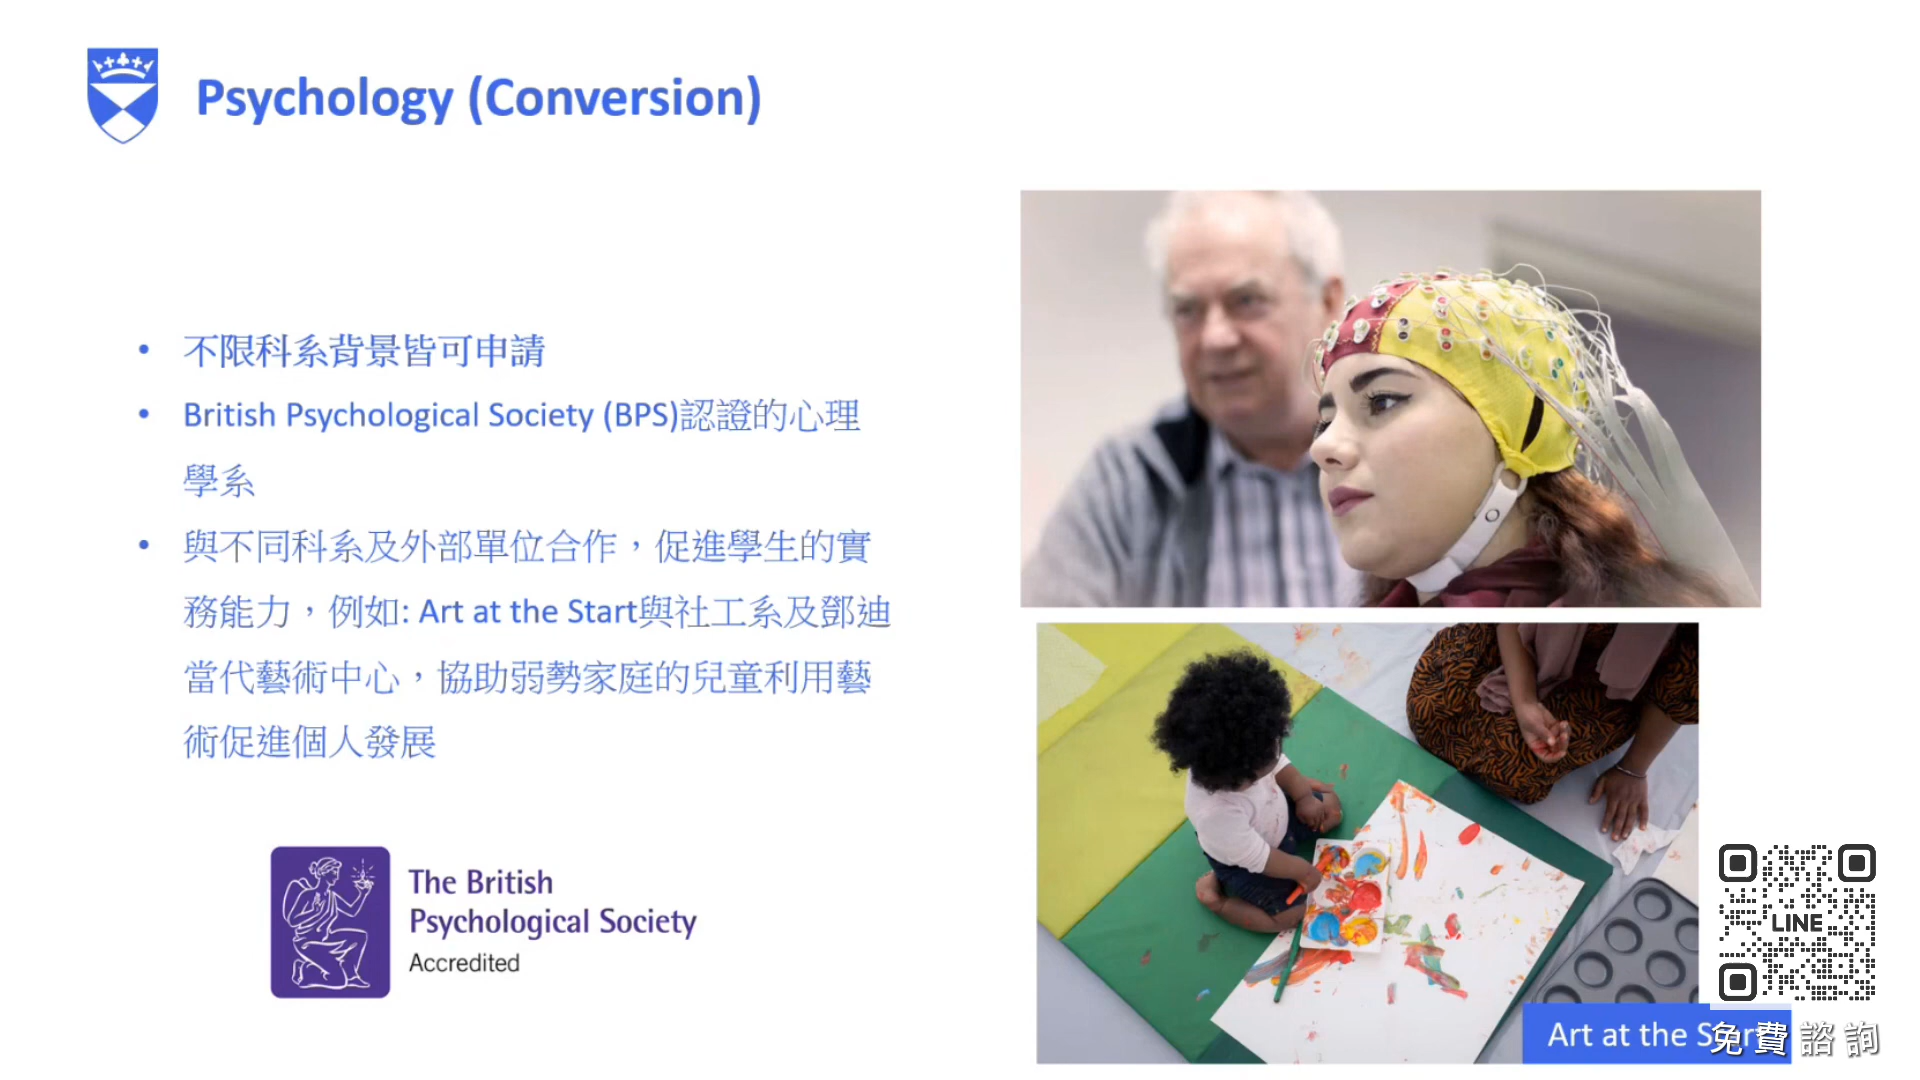 Psychology (Conversion)
• 不限科系背景皆可申請
• British Psychological Society (BPS)認證的心理
學系
• 與不同科系及外部單位合作，促進學生的實
務能力，例如: Art at the Start與社工系及鄧迪
當代藝術中心，協助弱勢家庭的兒童利用藝
術促進個人發展
The British
Psychological Society
Accredited
LINE
Art at the Start
免費諮詢